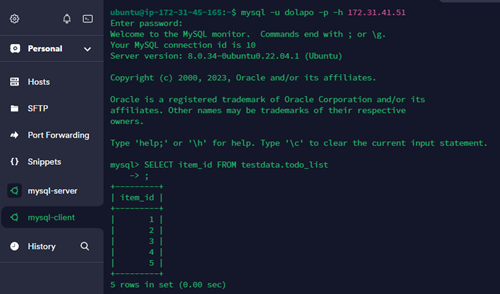 Personal
Hosts
SFTP
Port Forwarding
Snippets
mysql-server
mysql-client
History
ubuntu@ip-172-31-45-165:~$ mysql -u dolapo -p -h 172.31.41.51
Enter password:
Welcome to the MySQL monitor.  Commands end with ; or \g.
Your MySQL connection id is 10
Server version: 8.0.34-0ubuntu0.22.04.1 (Ubuntu)
Copyright (c) 2000, 2023, Oracle and/or its affiliates.
Oracle is a registered trademark of Oracle Corporation and/or its
affiliates. Other names may be trademarks of their respective
owners.
Type 'help;' or '\h' for help. Type '\c' to clear the current input statement.
mysql> SELECT item_id FROM testdata.todo_list
    -> ;
+---------+
| item_id |
+---------+
|       1 |
|       2 |
|       3 |
|       4 |
|       5 |
+---------+
5 rows in set (0.00 sec)